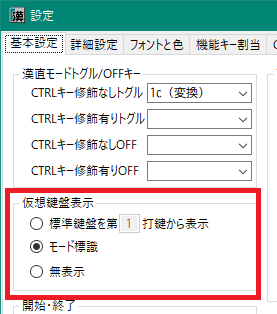 漢 設定
基本設定 詳細設定 フォントと色 機能キー割当
漢直モードトグル/OFFキー
CTRLキー修飾なしトグル 1c（変換）
CTRLキー修飾有りトグル
CTRLキー修飾なしOFF
CTRLキー修飾有りOFF
仮想鍵盤表示
標準鍵盤を第 1 打鍵から表示
モード標識
無表示
開始・終了